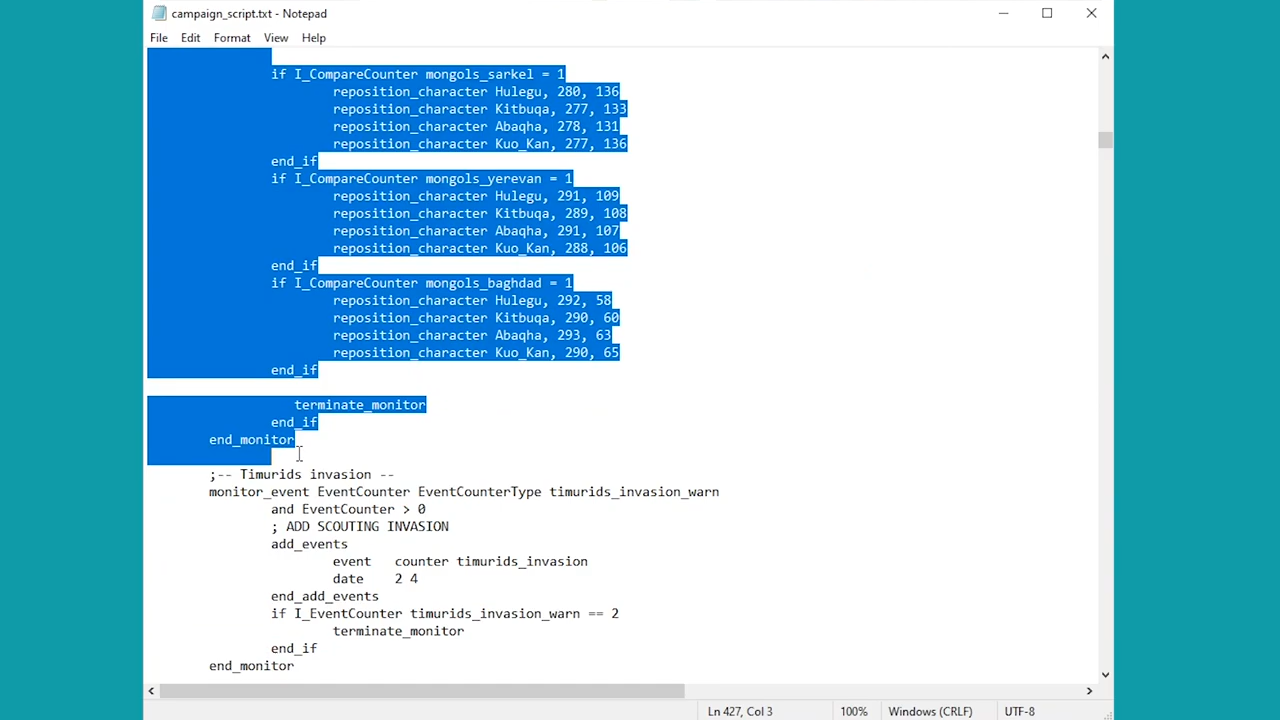 campaign_script.txt - Notepad
File Edit Format View Help
if I_CompareCounter mongols_sarkel = 1
reposition_character Hulegu, 280, 136
reposition_character Kitbuqa, 277, 133
reposition_character Abaqha, 278, 131
reposition_character Kuo_Kan, 277, 136
end_if
if I_CompareCounter mongols_yerevan = 1
reposition_character Hulegu, 291, 109
reposition_character Kitbuqa, 289, 108
reposition_character Abaqha, 291, 107
reposition_character Kuo_Kan, 288, 106
end_if
if I_CompareCounter mongols_baghdad = 1
reposition_character Hulegu, 292, 58
reposition_character Kitbuqa, 290, 60
reposition_character Abaqha, 293, 63
reposition_character Kuo_Kan, 290, 65
end_if
terminate_monitor
end_if
end_monitor
;-- Timurids invasion --
monitor_event EventCounter EventCounterType timurids_invasion_warn
and EventCounter > 0
; ADD SCOUTING INVASION
add_events
event counter timurids_invasion
date 2 4
end_add_events
if I_EventCounter timurids_invasion_warn == 2
terminate_monitor
end_if
end_monitor
Ln 427, Col 3 100% Windows (CRLF) UTF-8